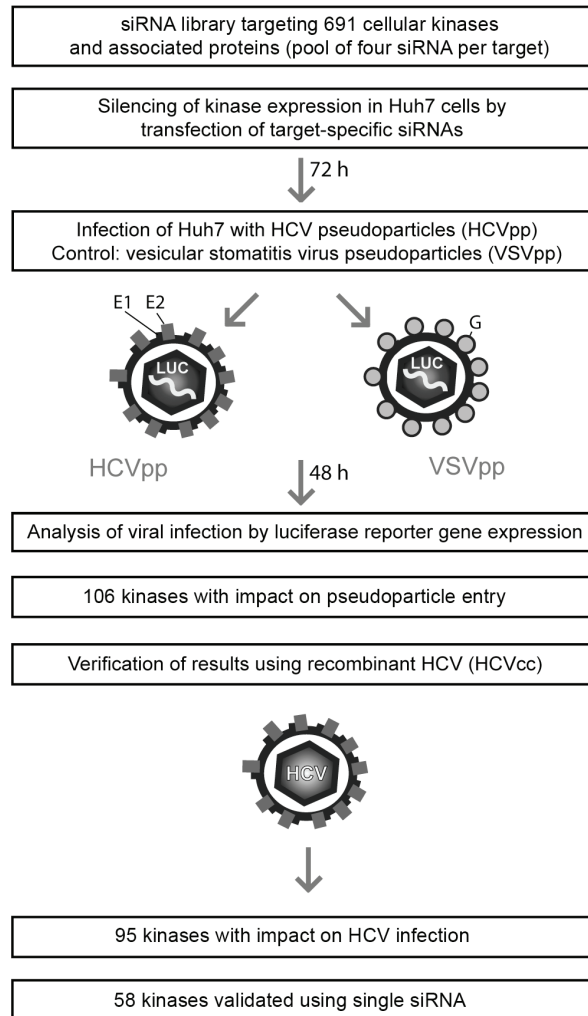 siRNA library targeting 691 cellular kinases
and associated proteins (pool of four siRNA per target)
Silencing of kinase expression in Huh7 cells by
transfection of target-specific siRNAs
72 h
Infection of Huh7 with HCV pseudoparticles (HCVpp)
Control: vesicular stomatitis virus pseudoparticles (VSVpp)
E1 E2
G
LUC
LUC
HCVpp
VSVpp
48 h
Analysis of viral infection by luciferase reporter gene expression
106 kinases with impact on pseudoparticle entry
Verification of results using recombinant HCV (HCVcc)
HCV
95 kinases with impact on HCV infection
58 kinases validated using single siRNA